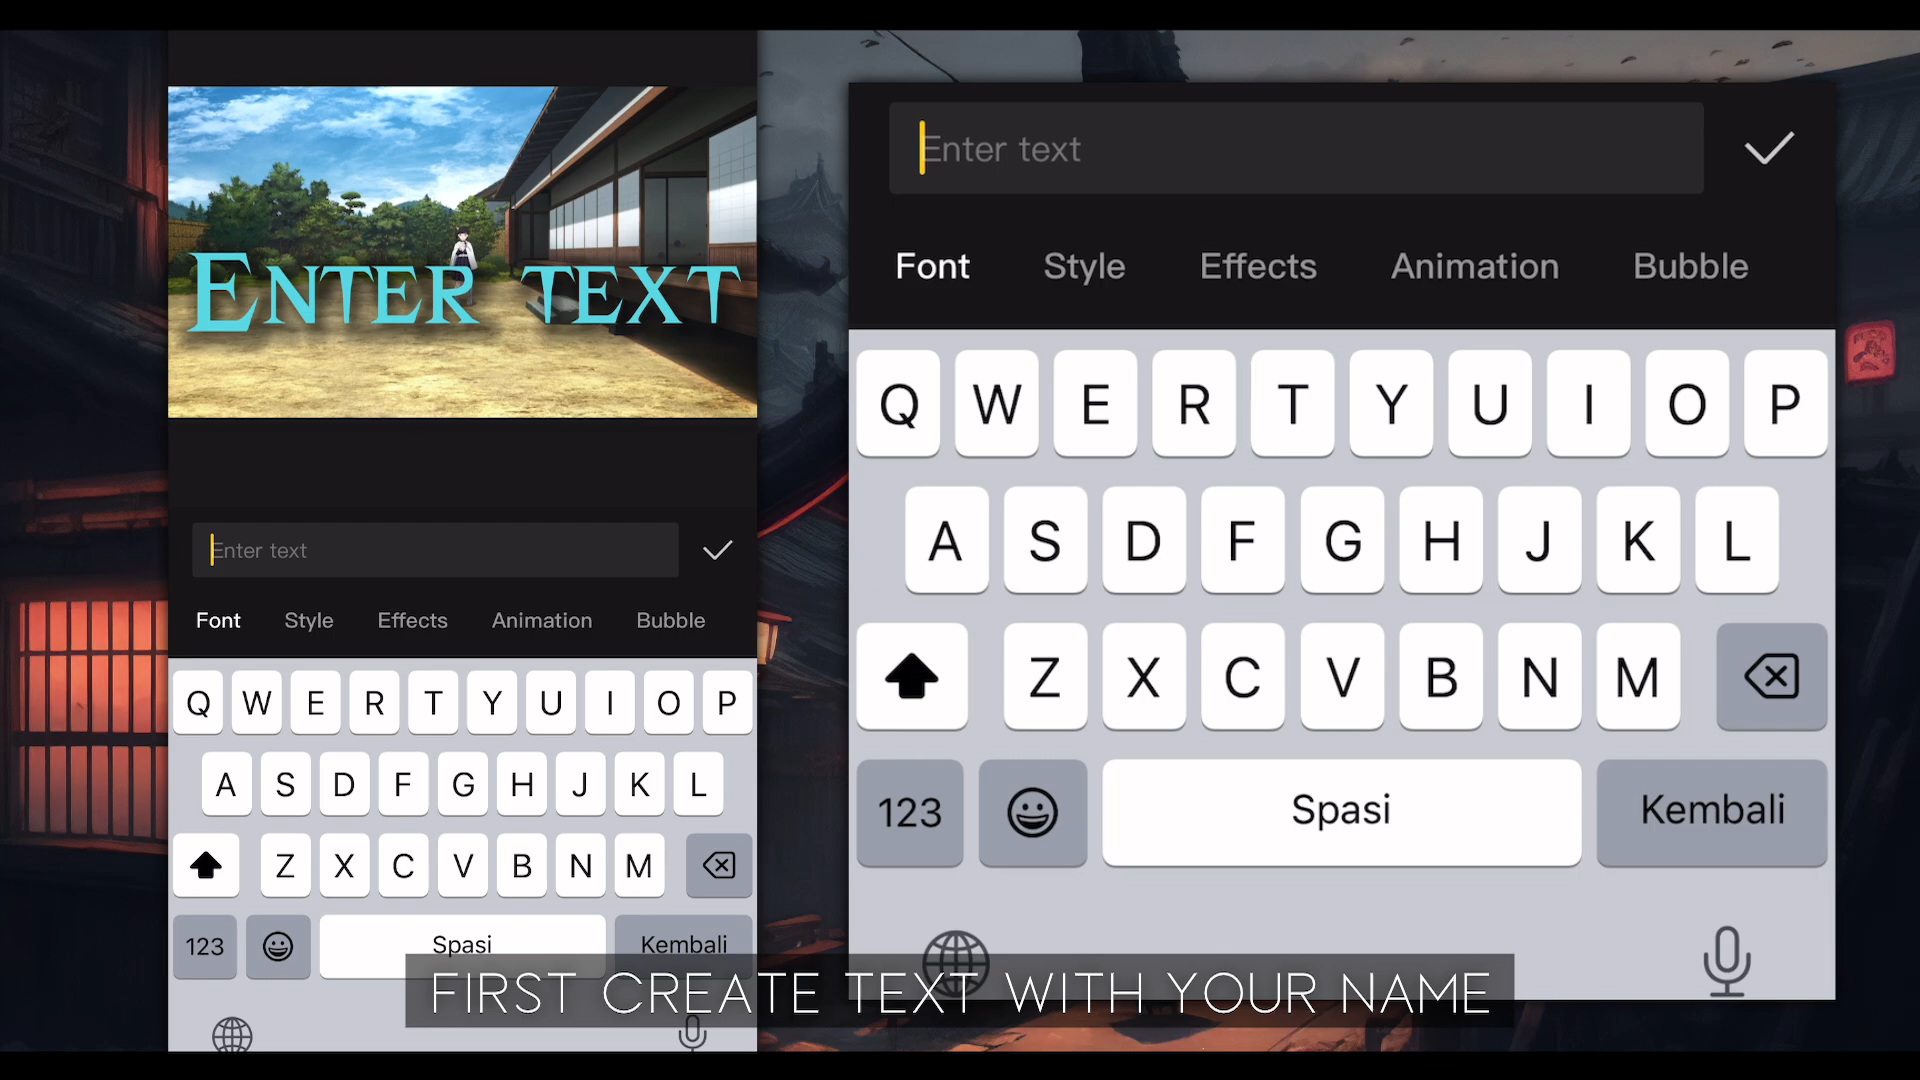 ENTER TEXT
Enter text
Font Style Effects Animation Bubble
Q W E R T Y U I O P
A S D F G H J K L
Z X C V B N M
123 Spasi Kembali
Enter text
Font Style Effects Animation Bubble
Q W E R T Y U I O P
A S D F G H J K L
Z X C V B N M
123 Spasi Kembali
FIRST CREATE TEXT WITH YOUR NAME